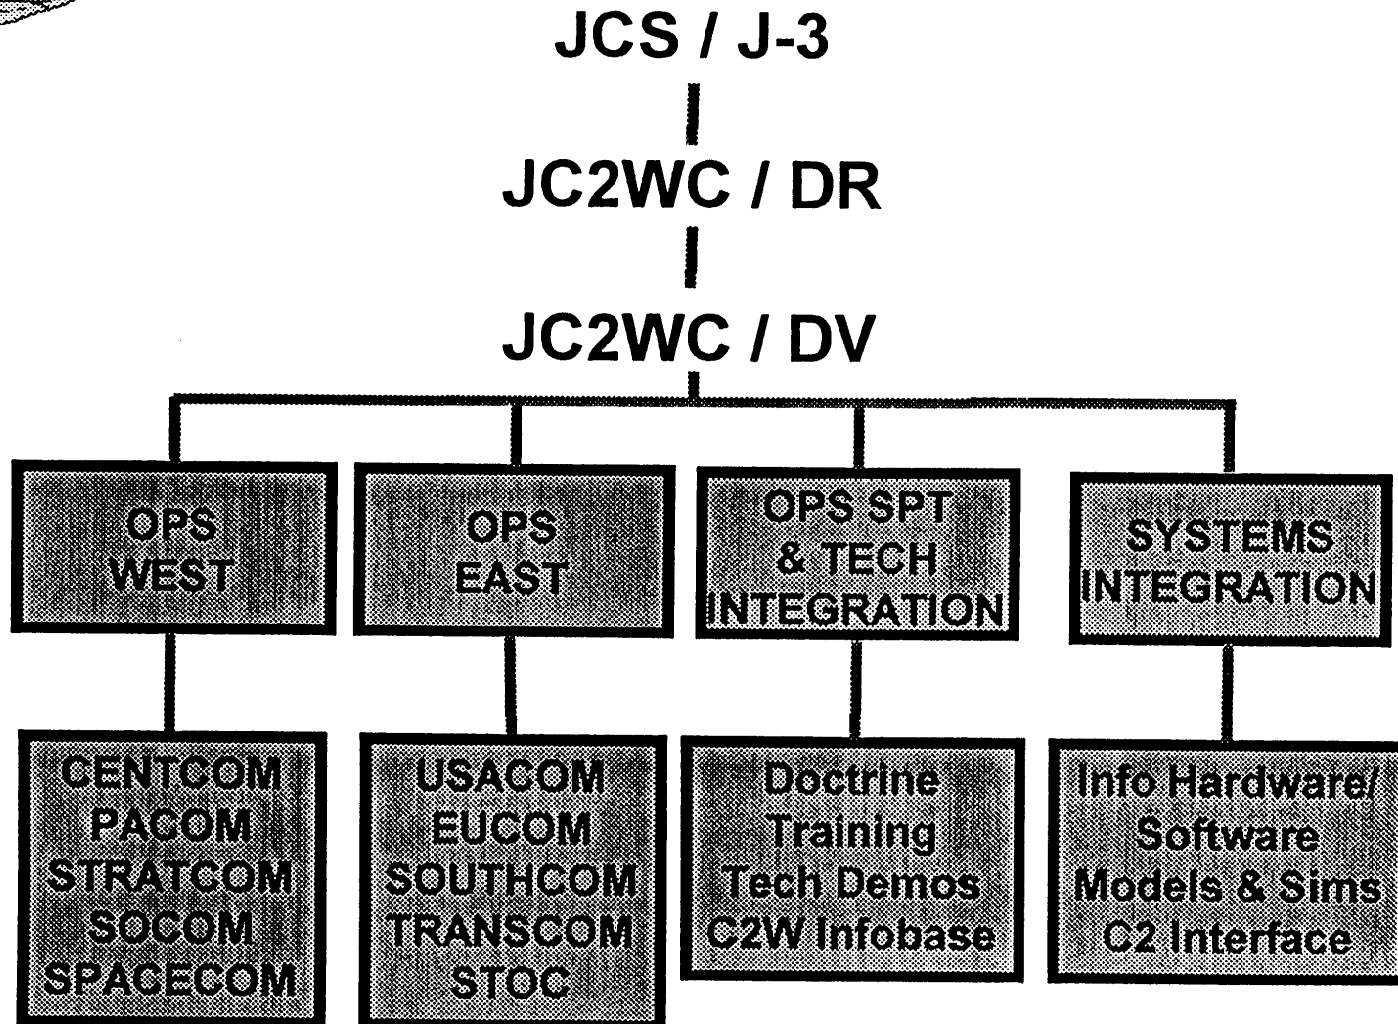 JCS / J-3
JC2WC / DR
JC2WC / DV
OPS
WEST
OPS
EAST
OPS SPT
& TECH
INTEGRATION
SYSTEMS
INTEGRATION
CENTCOM
PACOM
STRATCOM
SOCOM
SPACECOM
USACOM
EUCOM
SOUTHCOM
TRANSCOM
STOC
Doctrine
Training
Tech Demos
C2W Infobase
Info Hardware/
Software
Models & Sims
C2 Interface